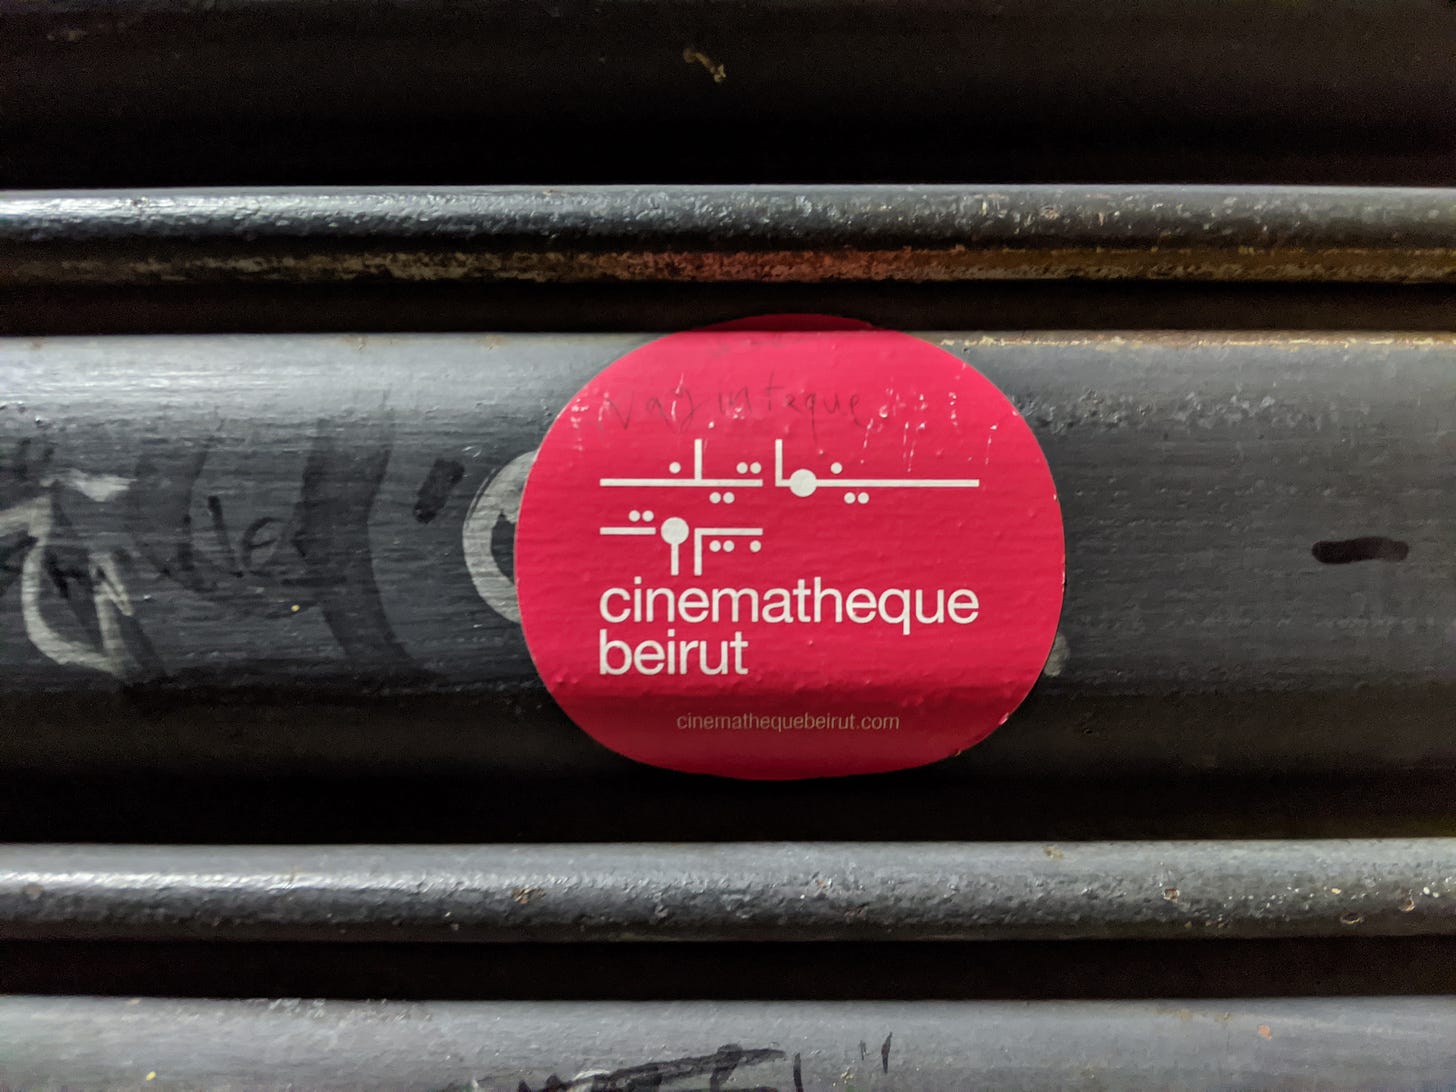 سينماتيك
بيروت
cinematheque
beirut
cinemathequebeirut.com